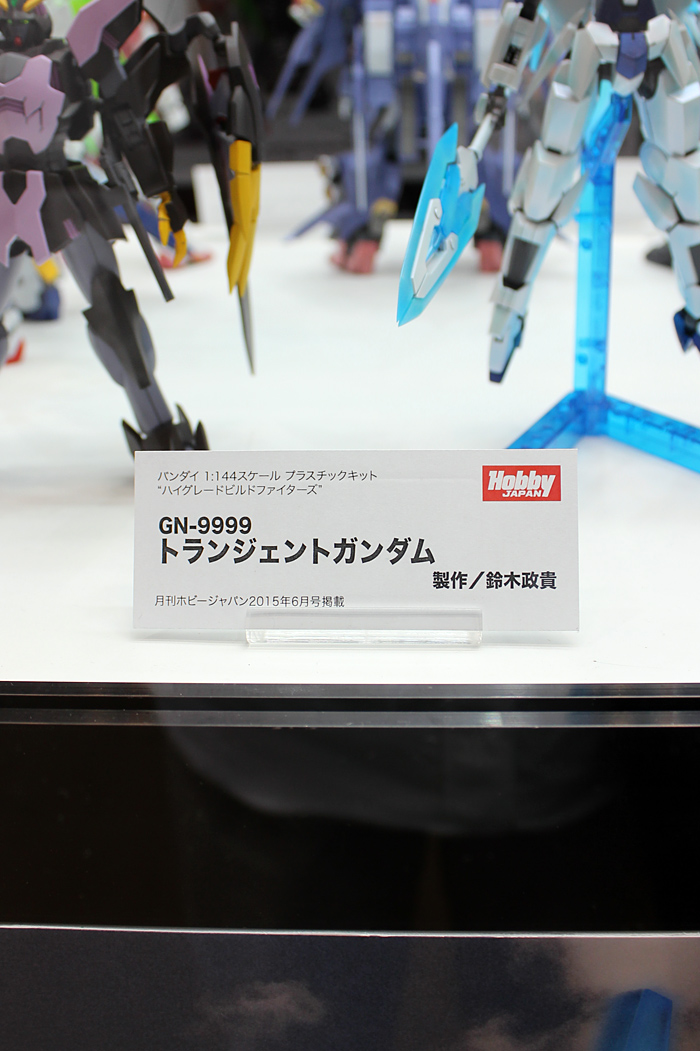 バンダイ 1:144スケール プラスチックキット
“ハイグレードビルドファイターズ”
Hobby
JAPAN
GN-9999
トランジェントガンダム
製作／鈴木政貴
月刊ホビージャパン2015年6月号掲載